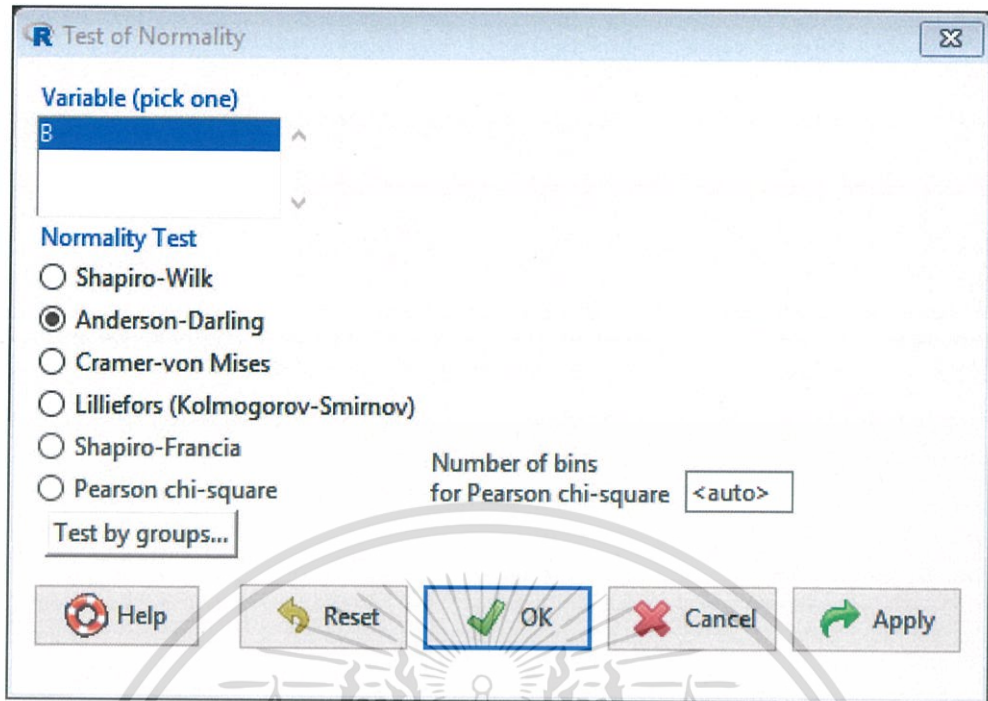 R Test of Normality
Variable (pick one)
B
Normality Test
Shapiro-Wilk
Anderson-Darling
Cramer-von Mises
Lilliefors (Kolmogorov-Smirnov)
Shapiro-Francia
Pearson chi-square
Number of bins
for Pearson chi-square <auto>
Test by groups...
Help Reset OK Cancel Apply